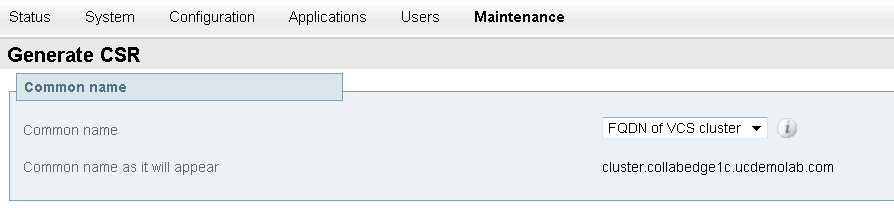 Status System Configuration Applications Users Maintenance
Generate CSR
Common name
Common name FQDN of VCS cluster i
Common name as it will appear cluster.collabedge1c.ucdemolab.com